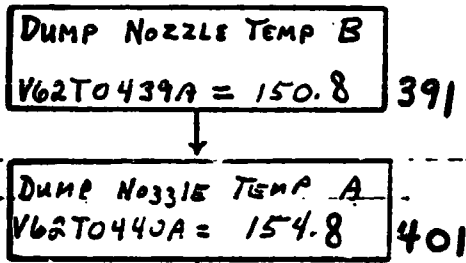 DUMP NOZZLE TEMP B
V62T0439A = 150.8
391
DUMP NOZZLE TEMP A
V62T0440A = 154.8
401